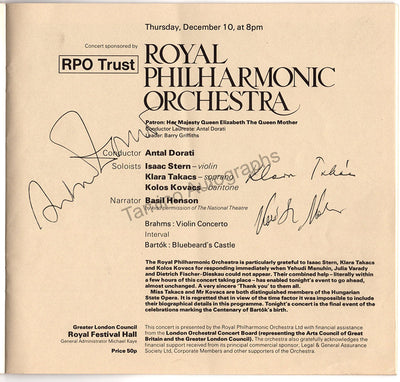 Thursday, December 10, at 8pm
Concert sponsored by
RPO Trust
ROYAL
PHILHARMONIC
ORCHESTRA
Patron: Her Majesty Queen Elizabeth The Queen Mother
Conductor Laureate: Antal Dorati
Leader: Barry Griffiths
Conductor Antal Dorati
Soloists Isaac Stern – violin
Klara Takacs – soprano
Kolos Kovacs – baritone
Narrator Basil Henson
by kind permission of The National Theatre
Brahms: Violin Concerto
Interval
Bartók: Bluebeard's Castle
Antal Dorati
Klara Takács
Tamino Autographs
The Royal Philharmonic Orchestra is particularly grateful to Isaac Stern, Klara Takacs
and Kolos Kovacs for responding immediately when Yehudi Menuhin, Julia Varady
and Dietrich Fischer-Dieskau could not appear. Their combined help – literally within
a few hours of this concert taking place – has enabled tonight's event to go ahead,
almost unchanged. A very sincere 'Thank you' to them all.
Miss Takacs and Mr Kovacs are both distinguished members of the Hungarian
State Opera. It is regretted that in view of the time factor it was impossible to include
their biographical details in this programme. Tonight's concert is the final event of the
celebrations marking the Centenary of Bartók's birth.
Greater London Council
Royal Festival Hall
General Administrator Michael Kaye
Price 50p
This concert is presented by the Royal Philharmonic Orchestra Ltd with financial assistance
from the London Orchestral Concert Board (representing the Arts Council of Great
Britain and the Greater London Council). The orchestra also gratefully acknowledges the
financial support received from its principal commercial sponsor, Legal & General Assurance
Society Ltd, Corporate Members and other supporters of the Orchestra.